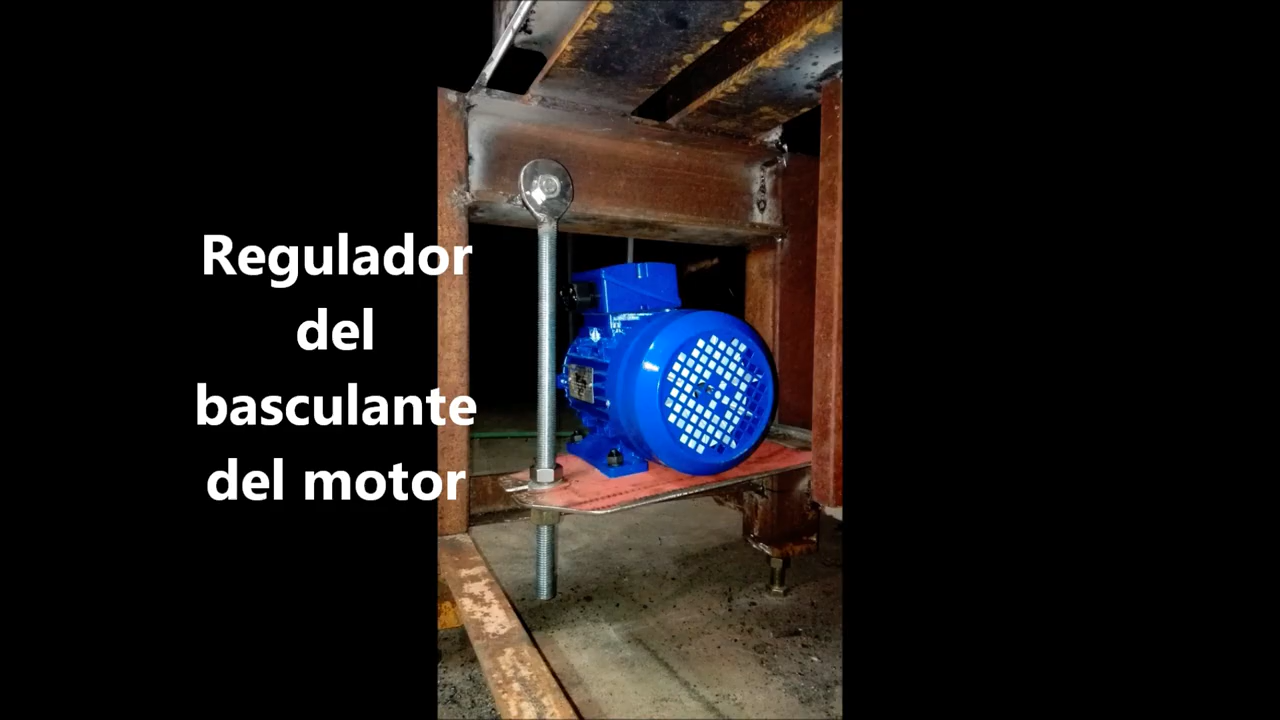 Regulador
del
basculante
del motor